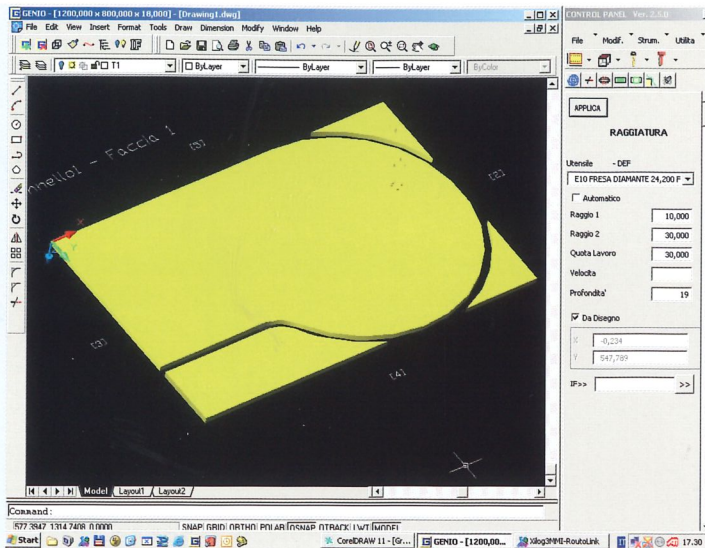 GENIO - [1200,000 x 800,000 x 18,000] - [Drawing1.dwg]
File Edit View Insert Format Tools Draw Dimension Modify Window Help
T1 ByLayer ByLayer ByLayer ByColor
nnello1 - Faccia 1
[5]
[2]
X
Y
[3]
[4]
Model Layout1 Layout2
Command:
577.3947, 1314.7408, 0.0000 SNAP GRID ORTHO POLAR OSNAP OTRACK LWT MODEL
CONTROL PANEL Ver. 2.5.0
File Modif. Strum. Utilita
APPLICA
RAGGIATURA
Utensile - DEF
E10 FRESA DIAMANTE 24,200 F
Automatico
Raggio 1 10,000
Raggio 2 30,000
Quota Lavoro 30,000
Velocita
Profondita' 19
Da Disegno
X -0,234
Y 547,789
IF>> >>
Start CorelDRAW 11 - [Gr... GENIO - [1200,00... Xilog3MMI-RoutoLink 17.30